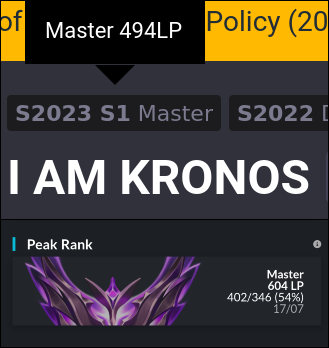 of
Master 494LP
Policy (20
S2023 S1 Master
S2022
I AM KRONOS
Peak Rank
Master
604 LP
402/346 (54%)
17/07